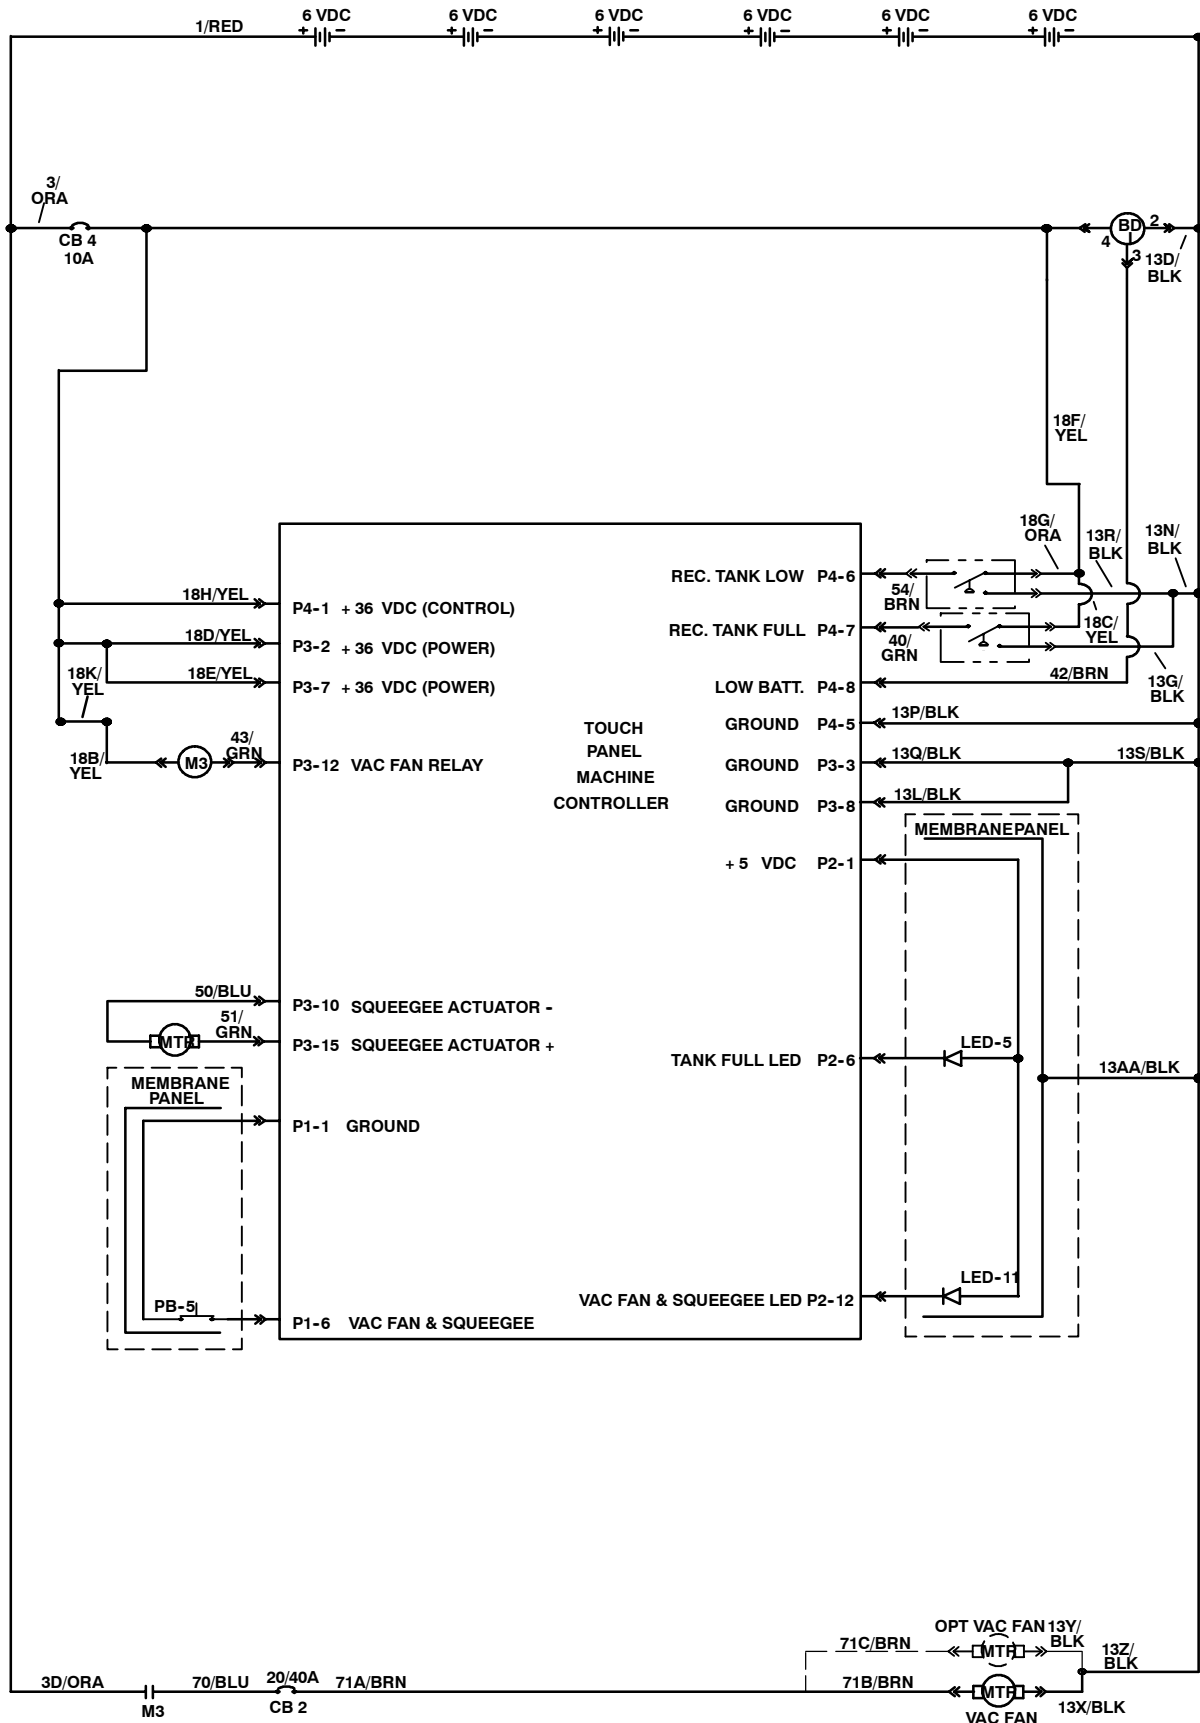 6 VDC 6 VDC 6 VDC 6 VDC 6 VDC 6 VDC
1/RED
+ - + - + - + - + - + -
3/
ORA
CB 4
10A
BD
2
4
3
13D/
BLK
18F/
YEL
18G/
ORA
13R/
BLK
13N/
BLK
REC. TANK LOW P4-6
54/
BRN
18H/YEL
P4-1 + 36 VDC (CONTROL)
REC. TANK FULL P4-7
40/
GRN
18C/
YEL
18D/YEL
P3-2 + 36 VDC (POWER)
18K/
YEL
18E/YEL
P3-7 + 36 VDC (POWER)
LOW BATT. P4-8
42/BRN
13G/
BLK
TOUCH
PANEL
MACHINE
CONTROLLER
GROUND P4-5
13P/BLK
18B/
YEL
M3
43/
GRN
P3-12 VAC FAN RELAY
GROUND P3-3
13Q/BLK
13S/BLK
GROUND P3-8
13L/BLK
MEMBRANE PANEL
+ 5 VDC P2-1
50/BLU
P3-10 SQUEEGEE ACTUATOR -
MTR
51/
GRN
P3-15 SQUEEGEE ACTUATOR +
TANK FULL LED P2-6
LED-5
13AA/BLK
MEMBRANE
PANEL
P1-1 GROUND
LED-11
VAC FAN & SQUEEGEE LED P2-12
PB-5
P1-6 VAC FAN & SQUEEGEE
OPT VAC FAN
13Y/
BLK
71C/BRN
MTR
13Z/
BLK
3D/ORA
M3
70/BLU
20/40A
CB 2
71A/BRN
71B/BRN
MTR
VAC FAN
13X/BLK